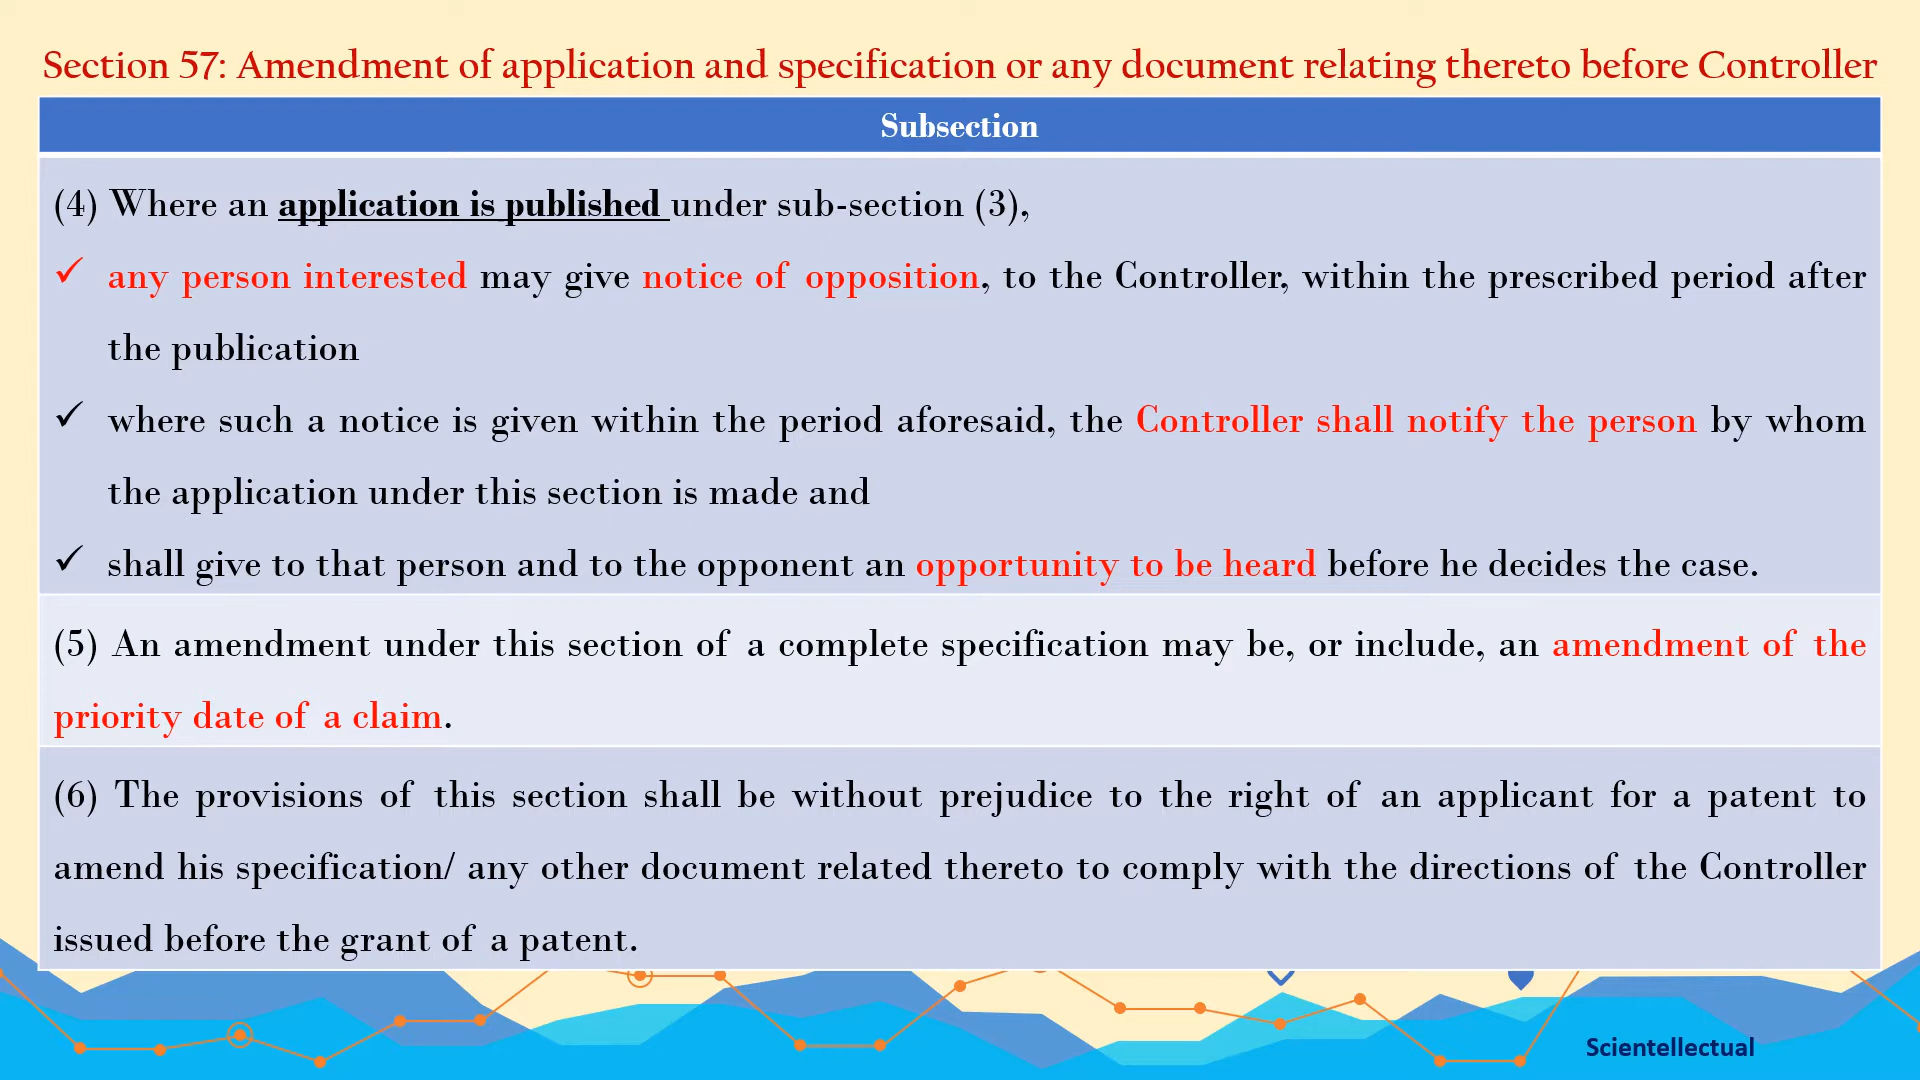 Section 57: Amendment of application and specification or any document relating thereto before Controller
Subsection
(4) Where an application is published under sub-section (3),
✓ any person interested may give notice of opposition, to the Controller, within the prescribed period after
the publication
✓ where such a notice is given within the period aforesaid, the Controller shall notify the person by whom
the application under this section is made and
✓ shall give to that person and to the opponent an opportunity to be heard before he decides the case.
(5) An amendment under this section of a complete specification may be, or include, an amendment of the
priority date of a claim.
(6) The provisions of this section shall be without prejudice to the right of an applicant for a patent to
amend his specification/ any other document related thereto to comply with the directions of the Controller
issued before the grant of a patent.
Scientellectual